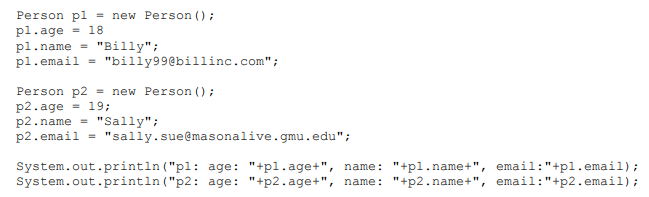 Person p1 = new Person();
p1.age = 18
p1.name = "Billy";
p1.email = "billy99@billinc.com";
Person p2 = new Person();
p2.age = 19;
p2.name = "Sally";
p2.email = "sally.sue@masonalive.gmu.edu";
System.out.println("p1: age: "+p1.age+", name: "+p1.name+", email:"+p1.email);
System.out.println("p2: age: "+p2.age+", name: "+p2.name+", email:"+p2.email);